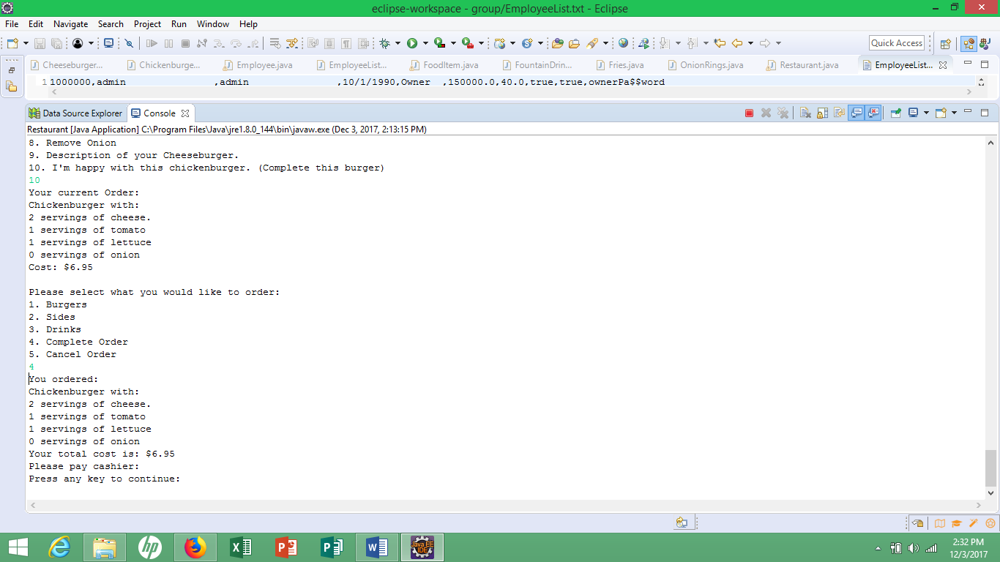 eclipse-workspace - group/EmployeeList.txt - Eclipse
File Edit Navigate Search Project Run Window Help
Quick Access
Cheeseburger... Chickenburge... Employee.java EmployeeList... FoodItem.java FountainDrin... Fries.java OnionRings.java Restaurant.java EmployeeList...
1 1000000,admin ,admin ,10/1/1990,Owner ,150000.0,40.0,true,true,ownerPa$$word
Data Source Explorer Console
Restaurant [Java Application] C:\Program Files\Java\jre1.8.0_144\bin\javaw.exe (Dec 3, 2017, 2:13:15 PM)
8. Remove Onion
9. Description of your Cheeseburger.
10. I'm happy with this chickenburger. (Complete this burger)
10
Your current Order:
Chickenburger with:
2 servings of cheese.
1 servings of tomato
1 servings of lettuce
0 servings of onion
Cost: $6.95
Please select what you would like to order:
1. Burgers
2. Sides
3. Drinks
4. Complete Order
5. Cancel Order
4
You ordered:
Chickenburger with:
2 servings of cheese.
1 servings of tomato
1 servings of lettuce
0 servings of onion
Your total cost is: $6.95
Please pay cashier:
Press any key to continue:
hp
Java EE
IDE
2:32 PM
12/3/2017